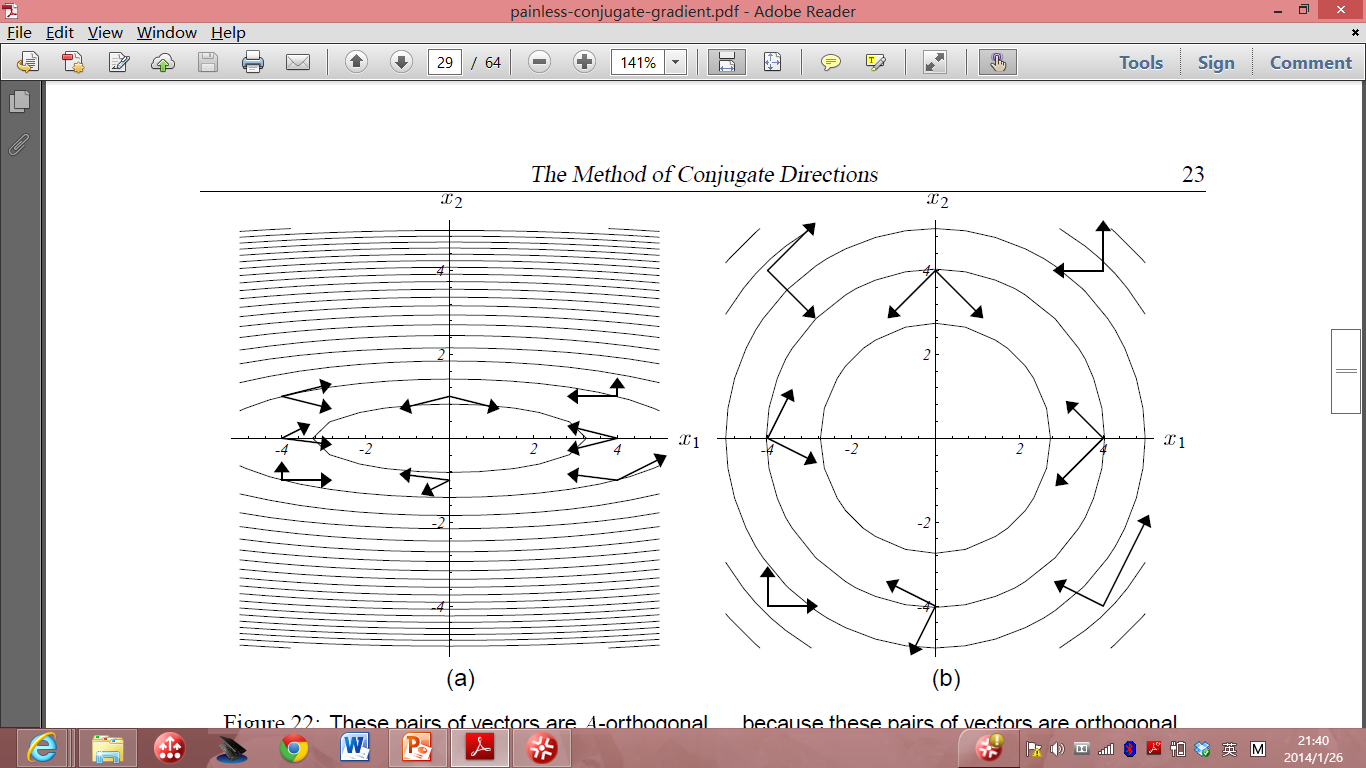 painless-conjugate-gradient.pdf - Adobe Reader
File Edit View Window Help
29 / 64 141% Tools Sign Comment
The Method of Conjugate Directions 23
x2 x2
4 4
2 2
-4 -2 2 4 x1 -4 -2 2 4 x1
-2 -2
-4 -4
(a) (b)
Figure 22: These pairs of vectors are A-orthogonal ... because these pairs of vectors are orthogonal
英 M 21:40
2014/1/26